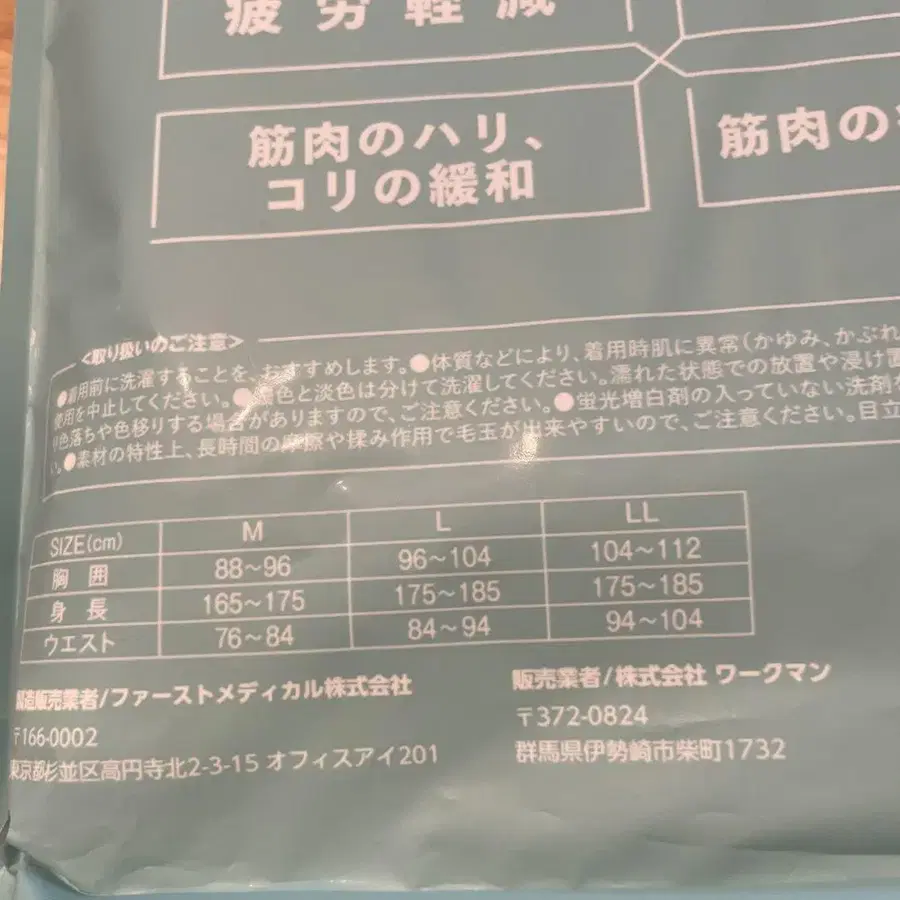 疲労軽減
筋肉のハリ、
コリの緩和
筋肉の
<取り扱いのご注意>
●着用前に洗濯することを、おすすめします。●体質などにより、着用時肌に異常(かゆみ、かぶれ
使用を中止してください。●濃色と淡色は分けて洗濯してください。濡れた状態での放置や浸け置
色落ちや色移りする場合がありますので、ご注意ください。●蛍光増白剤の入っていない洗剤
い。●素材の特性上、長時間の摩擦や揉み作用で毛玉が出来やすいので、ご注意ください。目立
SIZE(cm) M L LL
胸囲 88~96 96~104 104~112
身長 165~175 175~185 175~185
ウエスト 76~84 84~94 94~104
製造販売業者/ファーストメディカル株式会社
〒166-0002
東京都杉並区高円寺北2-3-15 オフィスアイ201
販売業者/株式会社 ワークマン
〒372-0824
群馬県伊勢崎市柴町1732